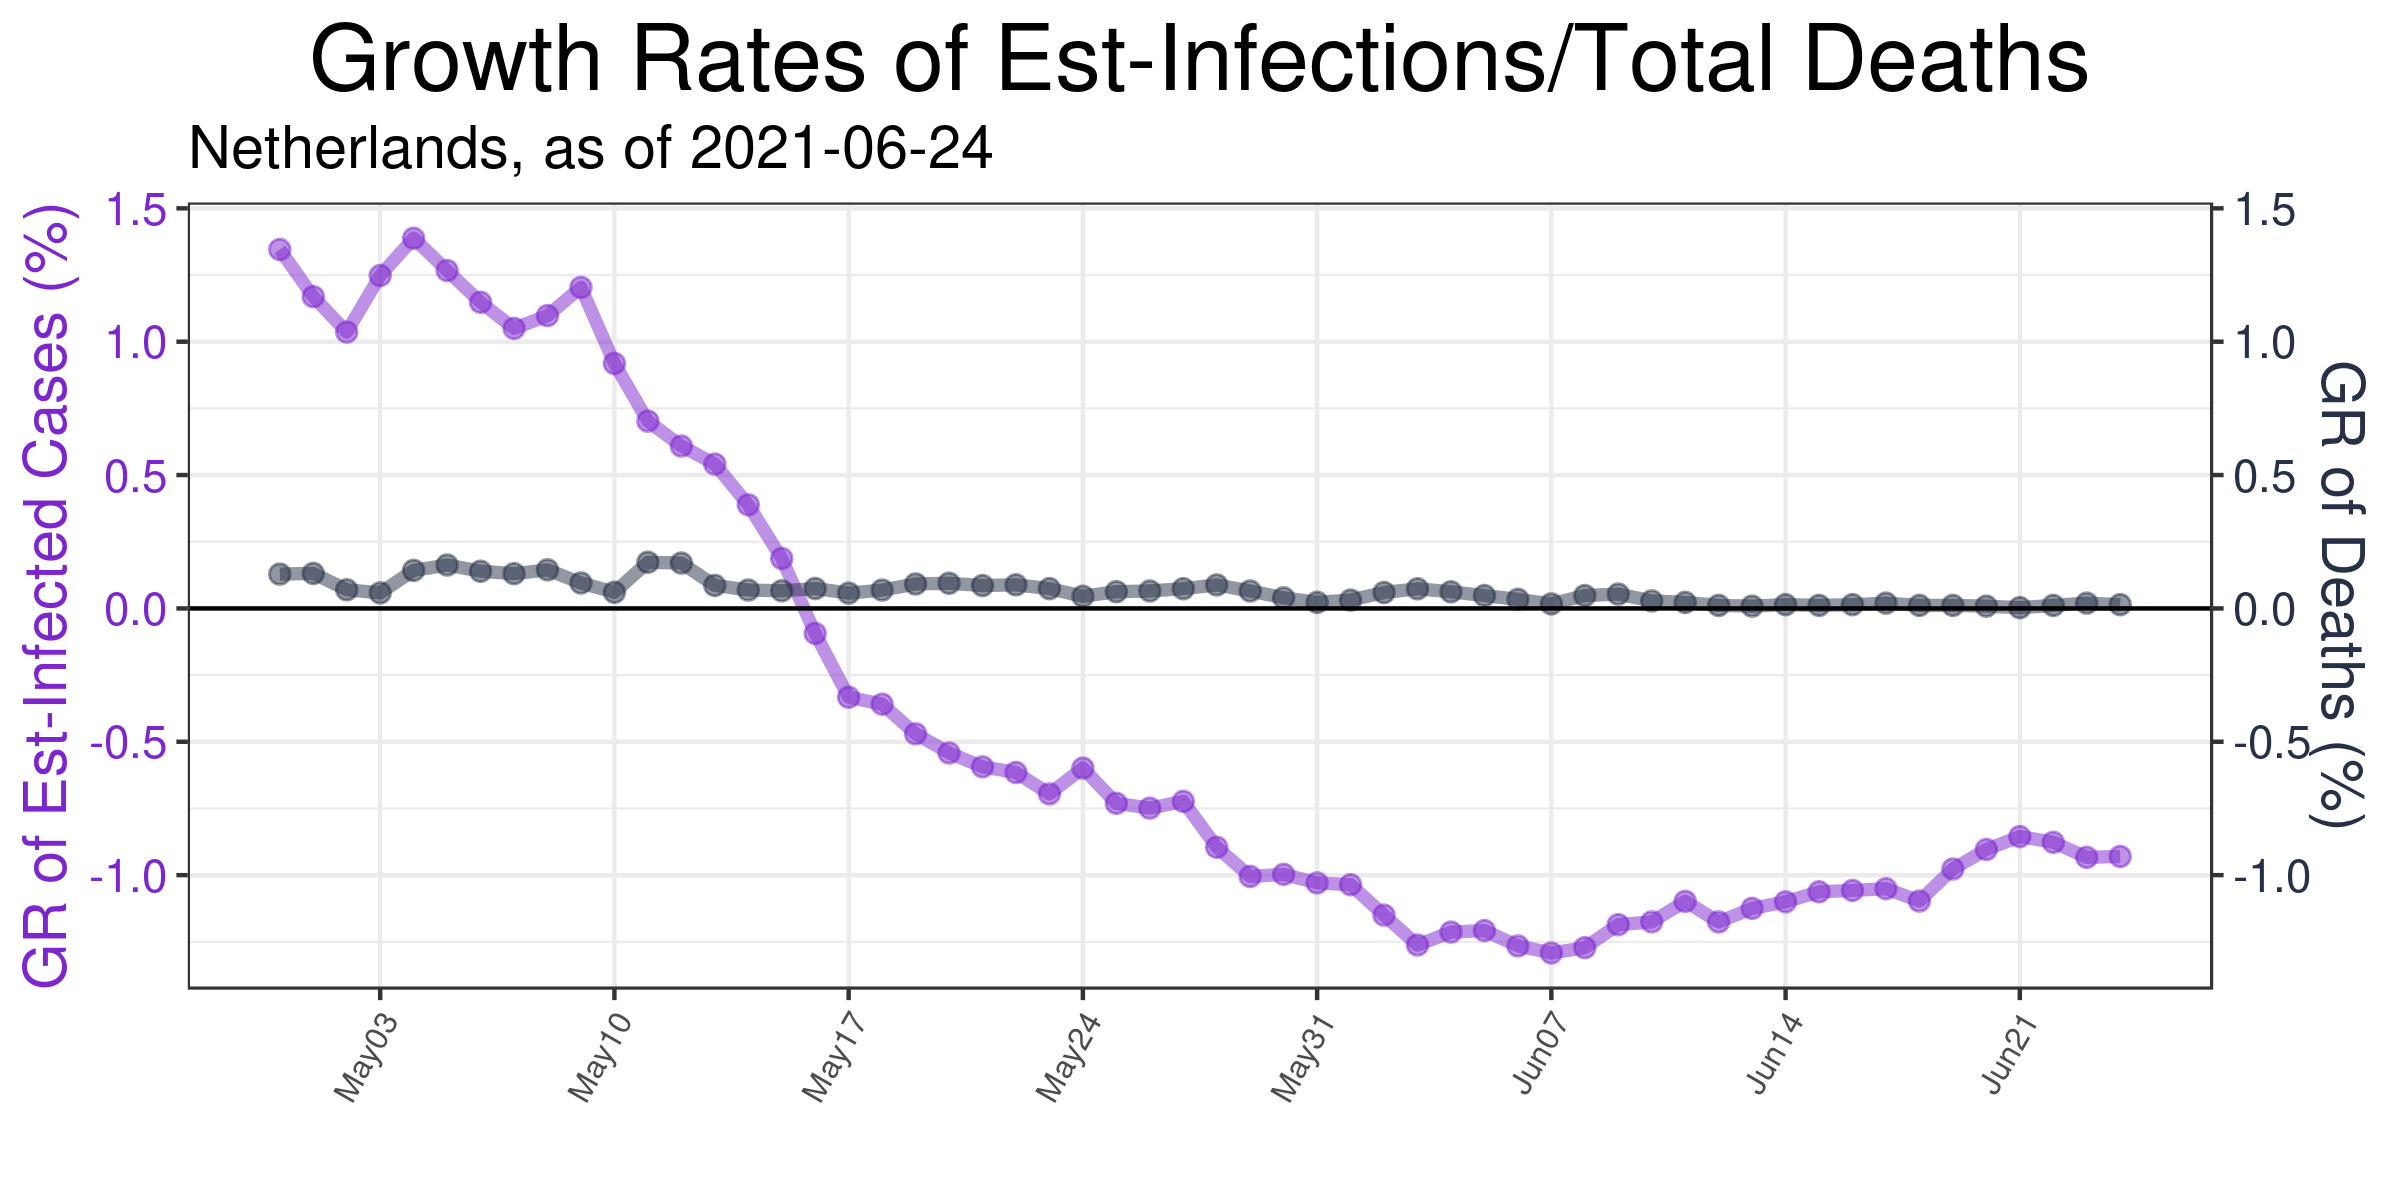 Growth Rates of Est-Infections/Total Deaths
Netherlands, as of 2021-06-24
GR of Est-Infected Cases (%)
1.5
1.0
0.5
0.0
-0.5
-1.0
1.5
1.0
0.5
0.0
-0.5
-1.0
GR of Deaths (%)
May03
May10
May17
May24
May31
Jun07
Jun14
Jun21